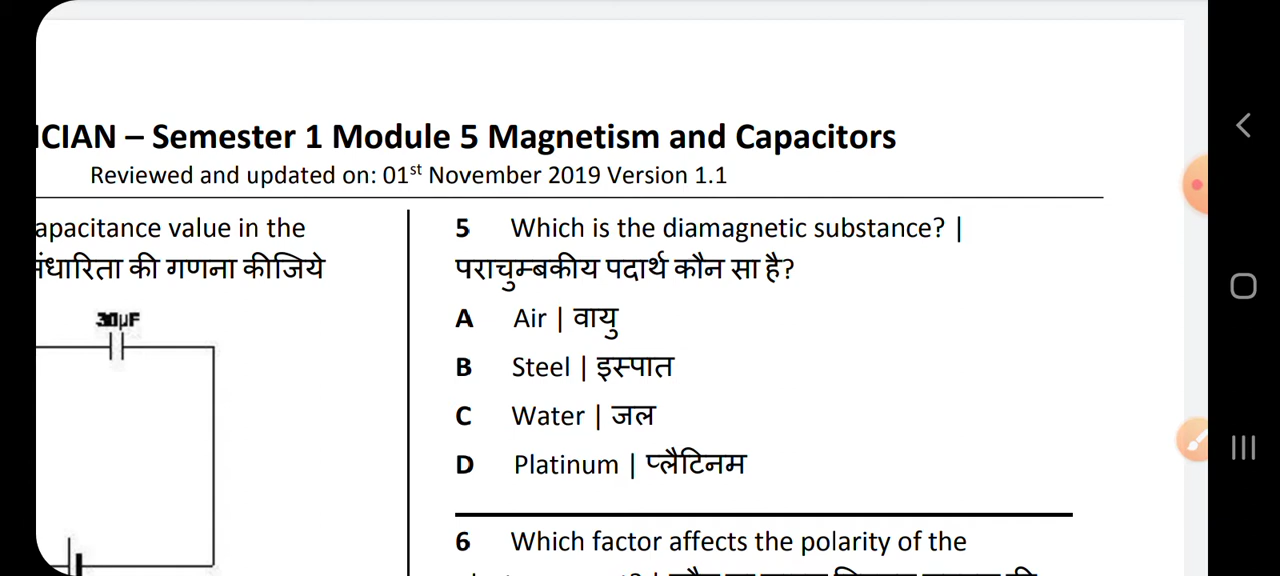 ICIAN – Semester 1 Module 5 Magnetism and Capacitors
Reviewed and updated on: 01st November 2019 Version 1.1
apacitance value in the
संधारिता की गणना कीजिये
30μF
5 Which is the diamagnetic substance? |
पराचुम्बकीय पदार्थ कौन सा है?
A Air | वायु
B Steel | इस्पात
C Water | जल
D Platinum | प्लैटिनम
6 Which factor affects the polarity of the